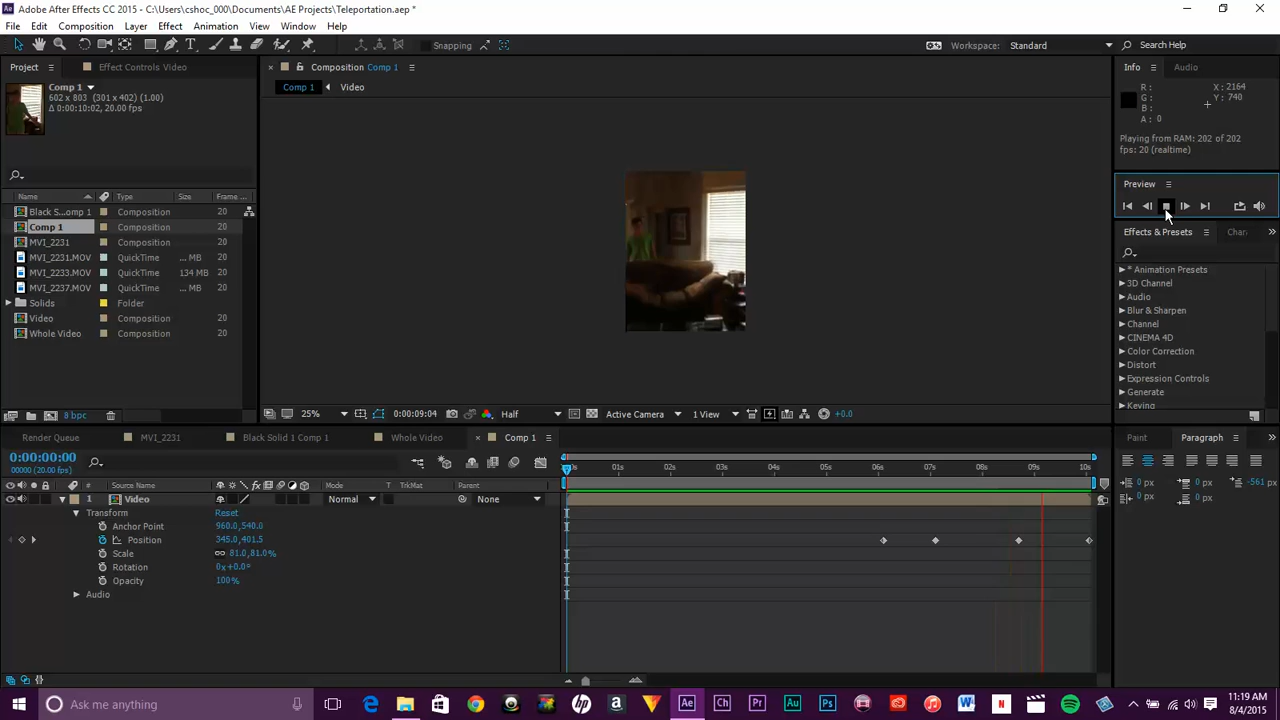 Adobe After Effects CC 2015 - C:\Users\cshoc_000\Documents\AE Projects\Teleportation.aep *
File Edit Composition Layer Effect Animation View Window Help
Snapping Workspace: Standard Search Help
Project Effect Controls Video
Composition Comp 1
Info Audio
Comp 1
602 x 803 (301 x 402) (1.00)
Δ 0:00:10:02, 20.00 fps
Comp 1 Video
R : X : 2164
G : Y : 740
B :
A : 0
Playing from RAM: 202 of 202
fps: 20 (realtime)
Preview
Name Type Size Frame ...
Black S...omp 1 Composition 20
Comp 1 Composition 20
MVI_2231 Composition 20
MVI_2231.MOV QuickTime 20
MVI_2233.MOV QuickTime 134 MB 20
MVI_2237.MOV QuickTime ... MB 20
Solids Folder
Video Composition 20
Whole Video Composition 20
Effects & Presets Char
* Animation Presets
3D Channel
Audio
Blur & Sharpen
Channel
CINEMA 4D
Color Correction
Distort
Expression Controls
Generate
Keying
8 bpc
25% 0:00:09:04 Half Active Camera 1 View +0.0
Render Queue MVI_2231 Black Solid 1 Comp 1 Whole Video Comp 1
Paint Paragraph
0:00:00:00
00000 (20.00 fps)
:00s 01s 02s 03s 04s 05s 06s 07s 08s 09s 10s
# Source Name Mode T TrkMat Parent
1 Video Normal None
Transform Reset
Anchor Point 960.0,540.0
Position 345.0,401.5
Scale 81.0,81.0%
Rotation 0x+0.0°
Opacity 100%
Audio
0 px 0 px -561 px
0 px 0 px
Ask me anything
11:19 AM
8/4/2015